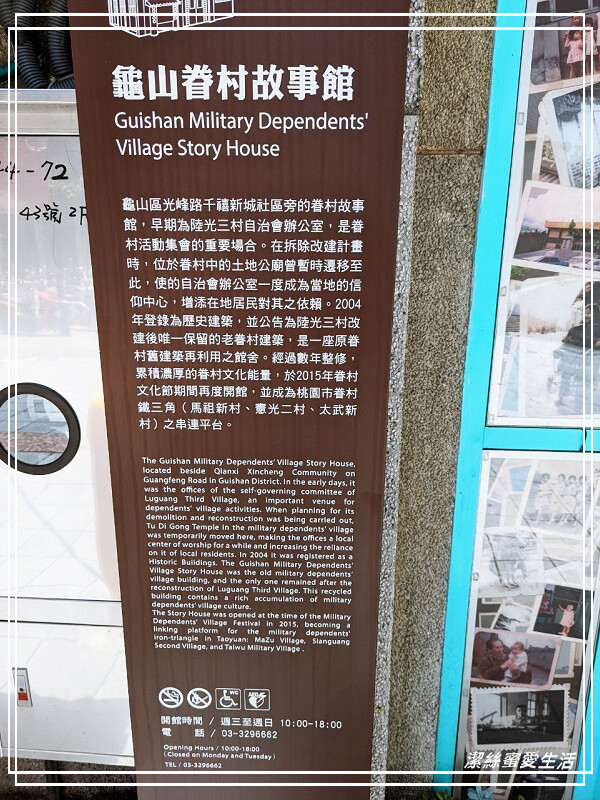 龜山眷村故事館
Guishan Military Dependents'
Village Story House
龜山區光峰路千禧新城社區旁的眷村故事
館，早期為陸光三村自治會辦公室，是眷
村活動集會的重要場合。在拆除改建計畫
時，位於眷村中的土地公廟曾暫時遷移至
此，使的自治會辦公室一度成為當地的信
仰中心，增添在地居民對其之依賴。2004
年登錄為歷史建築，並公告為陸光三村改
建後唯一保留的老眷村建築，是一座原眷
村舊建築再利用之館舍。經過數年整修，
累積濃厚的眷村文化能量，於2015年眷村
文化節期間再度開館，並成為桃園市眷村
鐵三角（馬祖新村、憲光二村、太武新
村）之串連平台。
The Guishan Military Dependents' Village Story House,
located beside Qianxi Xincheng Community on
Guangfeng Road in Guishan District. In the early days, it
was the offices of the self-governing committee of
Luguang Third Village, an important venue for
dependents' village activities. When planning for its
demolition and reconstruction was being carried out,
Tu Di Gong Temple in the military dependents' village
was temporarily moved here, making the offices a local
center of worship for a while and increasing the reliance
on it of local residents. In 2004 it was registered as a
Historic Buildings. The Guishan Military Dependents'
Village Story House was the old military dependents'
village building, and the only one remained after the
reconstruction of Luguang Third Village. This recycled
building contains a rich accumulation of military
dependents' village culture.
The Story House was opened at the time of the Military
Dependents' Village Festival in 2015, becoming a
linking platform for the military dependents'
iron-triangle in Taoyuan: MaZu Village, Sianguang
Second Village, and Taiwu Military Village .
WC
開館時間 / 週三至週日 10:00-18:00
電　　話 / 03-3296662
Opening Hours / 10:00-18:00
( Closed on Monday and Tuesday )
TEL / 03-3296662
-72
43號 2F
潔絲蜜愛生活